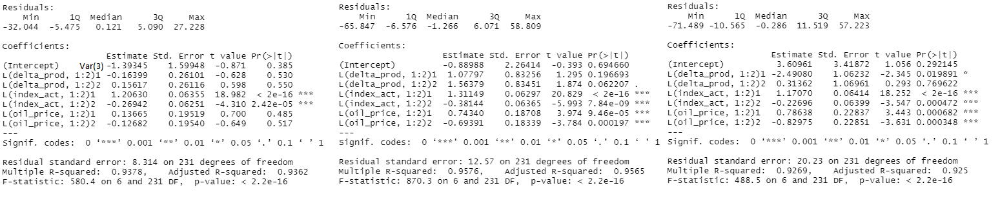 Residuals:
    Min      1Q  Median      3Q     Max
-32.044  -5.475   0.121   5.090  27.228

Coefficients:
                     Estimate Std. Error t value Pr(>|t|)
(Intercept)    Var(3) -1.39345    1.59948  -0.871    0.385
L(delta_prod, 1:2)1 -0.16399    0.26101  -0.628    0.530
L(delta_prod, 1:2)2  0.15617    0.26116   0.598    0.550
L(index_act, 1:2)1   1.20630    0.06355  18.982  < 2e-16 ***
L(index_act, 1:2)2  -0.26942    0.06251  -4.310 2.42e-05 ***
L(oil_price, 1:2)1   0.13665    0.19519   0.700    0.485
L(oil_price, 1:2)2  -0.12682    0.19540  -0.649    0.517
---
Signif. codes:  0 ‘***’ 0.001 ‘**’ 0.01 ‘*’ 0.05 ‘.’ 0.1 ‘ ’ 1

Residual standard error: 8.314 on 231 degrees of freedom
Multiple R-squared:  0.9378,    Adjusted R-squared:  0.9362
F-statistic: 580.4 on 6 and 231 DF,  p-value: < 2.2e-16

Residuals:
    Min      1Q  Median      3Q     Max
-65.847  -6.576  -1.266   6.071  58.809

Coefficients:
                    Estimate Std. Error t value Pr(>|t|)
(Intercept)         -0.88988    2.26414  -0.393 0.694660
L(delta_prod, 1:2)1  1.07797    0.83256   1.295 0.196693
L(delta_prod, 1:2)2  1.56379    0.83451   1.874 0.062207 .
L(index_act, 1:2)1   1.31149    0.06297  20.829  < 2e-16 ***
L(index_act, 1:2)2  -0.38144    0.06365  -5.993 7.84e-09 ***
L(oil_price, 1:2)1   0.74340    0.18708   3.974 9.46e-05 ***
L(oil_price, 1:2)2  -0.69391    0.18339  -3.784 0.000197 ***
---
Signif. codes:  0 ‘***’ 0.001 ‘**’ 0.01 ‘*’ 0.05 ‘.’ 0.1 ‘ ’ 1

Residual standard error: 12.57 on 231 degrees of freedom
Multiple R-squared:  0.9576,    Adjusted R-squared:  0.9565
F-statistic: 870.3 on 6 and 231 DF,  p-value: < 2.2e-16

Residuals:
    Min      1Q  Median      3Q     Max
-71.489 -10.565  -0.286  11.519  57.223

Coefficients:
                    Estimate Std. Error t value Pr(>|t|)
(Intercept)          3.60961    3.41872   1.056 0.292145
L(delta_prod, 1:2)1 -2.49080    1.06232  -2.345 0.019891 *
L(delta_prod, 1:2)2  0.31362    1.06961   0.293 0.769622
L(index_act, 1:2)1   1.17070    0.06414  18.252  < 2e-16 ***
L(index_act, 1:2)2  -0.22696    0.06399  -3.547 0.000472 ***
L(oil_price, 1:2)1   0.78638    0.22837   3.443 0.000682 ***
L(oil_price, 1:2)2  -0.82975    0.22851  -3.631 0.000348 ***
---
Signif. codes:  0 ‘***’ 0.001 ‘**’ 0.01 ‘*’ 0.05 ‘.’ 0.1 ‘ ’ 1

Residual standard error: 20.23 on 231 degrees of freedom
Multiple R-squared:  0.9269,    Adjusted R-squared:  0.925
F-statistic: 488.5 on 6 and 231 DF,  p-value: < 2.2e-16